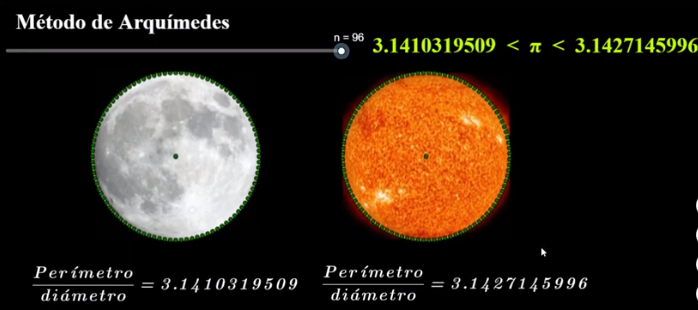 Método de Arquímedes
n = 96
3.1410319509 < π < 3.1427145996
Perímetro
diámetro
= 3.1410319509
Perímetro
diámetro
= 3.1427145996